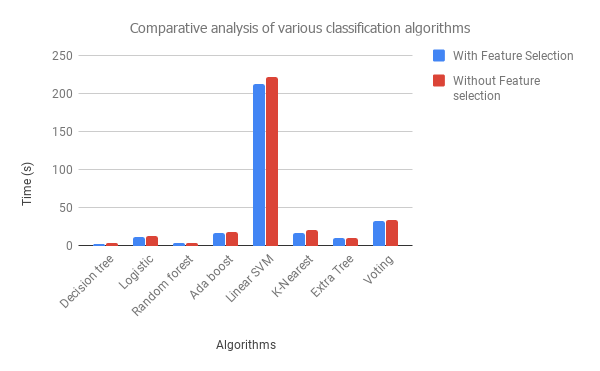 Comparative analysis of various classification algorithms
With Feature Selection
Without Feature
selection
Time (s)
250
200
150
100
50
0
Decision tree
Logistic
Random forest
Ada boost
Linear SVM
K-Nearest
Extra Tree
Voting
Algorithms